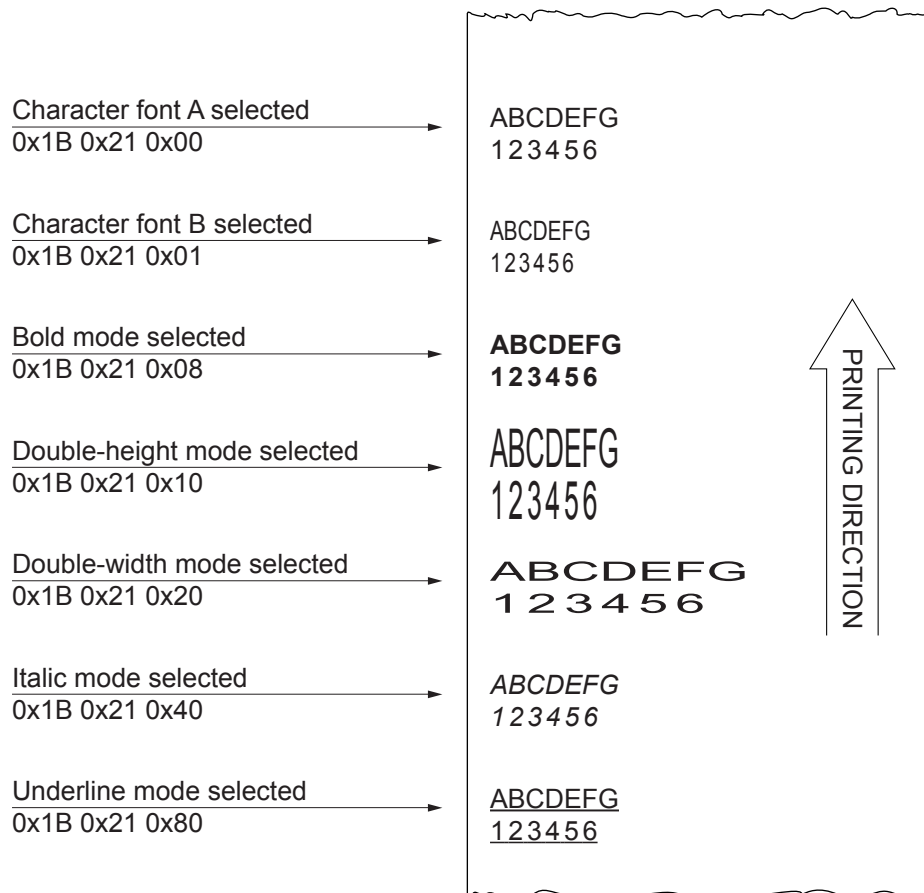 Character font A selected
0x1B 0x21 0x00
ABCDEFG
123456
Character font B selected
0x1B 0x21 0x01
ABCDEFG
123456
Bold mode selected
0x1B 0x21 0x08
ABCDEFG
123456
Double-height mode selected
0x1B 0x21 0x10
ABCDEFG
123456
Double-width mode selected
0x1B 0x21 0x20
ABCDEFG
123456
Italic mode selected
0x1B 0x21 0x40
ABCDEFG
123456
Underline mode selected
0x1B 0x21 0x80
ABCDEFG
123456
PRINTING DIRECTION